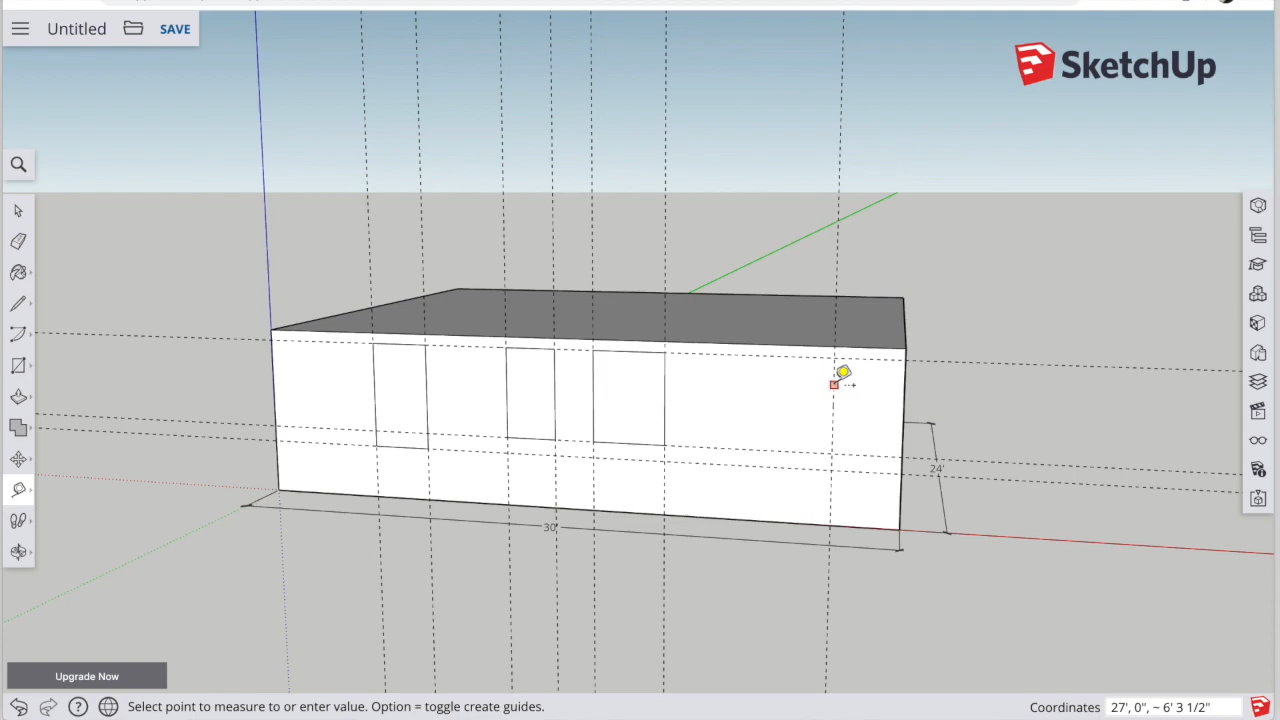 Untitled
SAVE
SketchUp
24'
30'
Upgrade Now
Select point to measure to or enter value. Option = toggle create guides.
Coordinates 27', 0", ~ 6' 3 1/2"